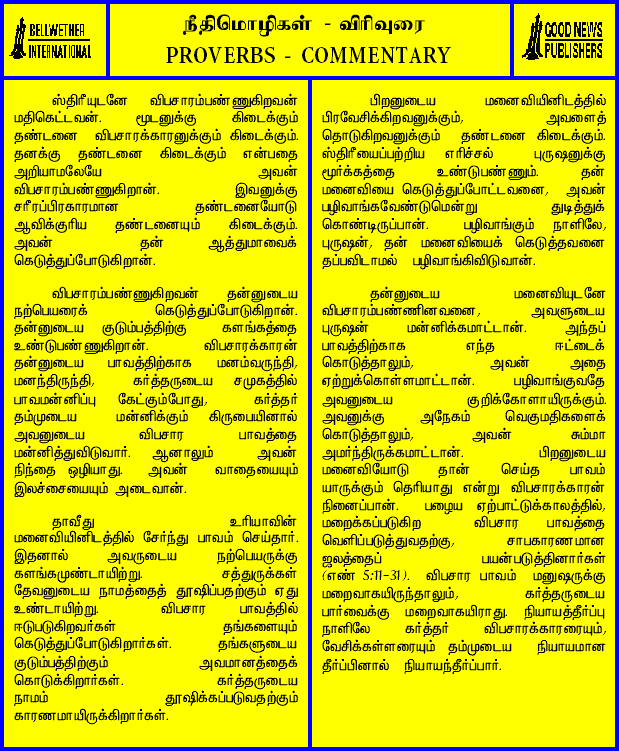 BELLWETHER
INTERNATIONAL
நீதிமொழிகள் - விரிவுரை
PROVERBS - COMMENTARY
GOOD NEWS
PUBLISHERS
ஸ்திரீயுடனே விபசாரம்பண்ணுகிறவன்
மதிகெட்டவன். மூடனுக்கு கிடைக்கும்
தண்டனை விபசாரக்காரனுக்கும் கிடைக்கும்.
தனக்கு தண்டனை கிடைக்கும் என்பதை
அறியாமலேயே அவன்
விபசாரம்பண்ணுகிறான். இவனுக்கு
சரீரப்பிரகாரமான தண்டனையோடு
ஆவிக்குரிய தண்டனையும் கிடைக்கும்.
அவன் தன் ஆத்துமாவைக்
கெடுத்துப்போடுகிறான்.
விபசாரம்பண்ணுகிறவன் தன்னுடைய
நற்பெயரைக் கெடுத்துப்போடுகிறான்.
தன்னுடைய குடும்பத்திற்கு களங்கத்தை
உண்டுபண்ணுகிறான். விபசாரக்காரன்
தன்னுடைய பாவத்திற்காக மனம்வருந்தி,
மனந்திருந்தி, கர்த்தருடைய சமுகத்தில்
பாவமன்னிப்பு கேட்கும்போது, கர்த்தர்
தம்முடைய மன்னிக்கும் கிருபையினால்
அவனுடைய விபசார பாவத்தை
மன்னித்துவிடுவார். ஆனாலும் அவன்
நிந்தை ஒழியாது. அவன் வாதையையும்
இலச்சையையும் அடைவான்.
தாவீது உரியாவின்
மனைவியினிடத்தில் சேர்ந்து பாவம் செய்தார்.
இதனால் அவருடைய நற்பெயருக்கு
களங்கமுண்டாயிற்று. சத்துருக்கள்
தேவனுடைய நாமத்தைத் தூஷிப்பதற்கும் ஏது
உண்டாயிற்று. விபசார பாவத்தில்
ஈடுபடுகிறவர்கள் தங்களையும்
கெடுத்துப்போடுகிறார்கள். தங்களுடைய
குடும்பத்திற்கும் அவமானத்தைக்
கொடுக்கிறார்கள். கர்த்தருடைய
நாமம் தூஷிக்கப்படுவதற்கும்
காரணமாயிருக்கிறார்கள்.
பிறனுடைய மனைவியினிடத்தில்
பிரவேசிக்கிறவனுக்கும், அவளைத்
தொடுகிறவனுக்கும் தண்டனை கிடைக்கும்.
ஸ்திரீயைப்பற்றிய எரிச்சல் புருஷனுக்கு
மூர்க்கத்தை உண்டுபண்ணும். தன்
மனைவியை கெடுத்துப்போட்டவனை, அவன்
பழிவாங்கவேண்டுமென்று துடித்துக்
கொண்டிருப்பான். பழிவாங்கும் நாளிலே,
புருஷன், தன் மனைவியைக் கெடுத்தவனை
தப்பவிடாமல் பழிவாங்கிவிடுவான்.
தன்னுடைய மனைவியுடனே
விபசாரம்பண்ணினவனை, அவளுடைய
புருஷன் மன்னிக்கமாட்டான். அந்தப்
பாவத்திற்காக எந்த ஈட்டைக்
கொடுத்தாலும், அவன் அதை
ஏற்றுக்கொள்ளமாட்டான். பழிவாங்குவதே
அவனுடைய குறிக்கோளாயிருக்கும்.
அவனுக்கு அநேகம் வெகுமதிகளைக்
கொடுத்தாலும், அவன் சும்மா
அமர்ந்திருக்கமாட்டான். பிறனுடைய
மனைவியோடு தான் செய்த பாவம்
யாருக்கும் தெரியாது என்று விபசாரக்காரன்
நினைப்பான். பழைய ஏற்பாட்டுக்காலத்தில்,
மறைக்கப்படுகிற விபசார பாவத்தை
வெளிப்படுத்துவதற்கு, சாபகாரணமான
ஜலத்தைப் பயன்படுத்தினார்கள்
(எண் 5:11-31). விபசார பாவம் மனுஷருக்கு
மறைவாகயிருந்தாலும், கர்த்தருடைய
பார்வைக்கு மறைவாகயிராது. நியாயத்தீர்ப்பு
நாளிலே கர்த்தர் விபசாரக்காரரையும்,
வேசிக்கள்ளரையும் தம்முடைய நியாயமான
தீர்ப்பினால் நியாயந்தீர்ப்பார்.